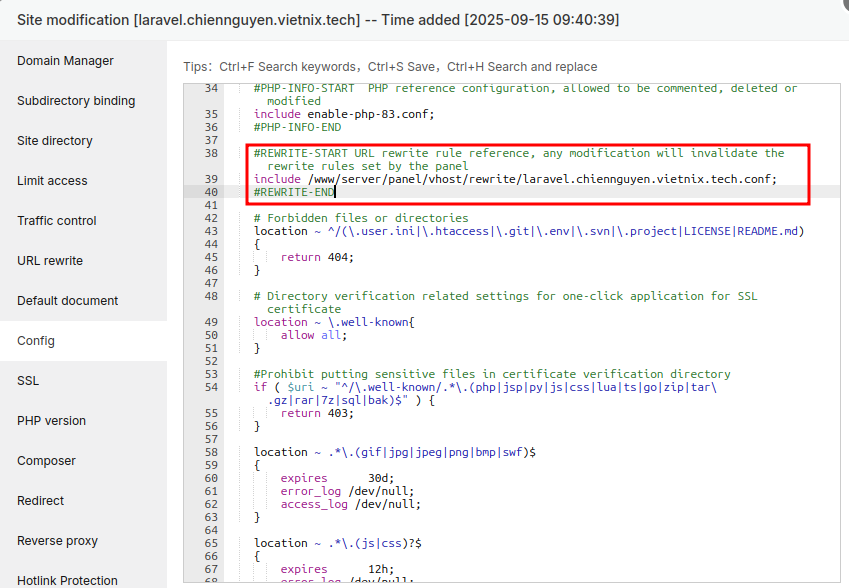 Site modification [laravel.chiennguyen.vietnix.tech] -- Time added [2025-09-15 09:40:39]
Domain Manager
Subdirectory binding
Site directory
Limit access
Traffic control
URL rewrite
Default document
Config
SSL
PHP version
Composer
Redirect
Reverse proxy
Hotlink Protection
Tips: Ctrl+F Search keywords, Ctrl+S Save, Ctrl+H Search and replace
34 #PHP-INFO-START  PHP reference configuration, allowed to be commented, deleted or
modified
35 include enable-php-83.conf;
36 #PHP-INFO-END
37
38 #REWRITE-START URL rewrite rule reference, any modification will invalidate the
rewrite rules set by the panel
39 include /www/server/panel/vhost/rewrite/laravel.chiennguyen.vietnix.tech.conf;
40 #REWRITE-END
41
42 # Forbidden files or directories
43 location ~ ^/(\.user.ini|\.htaccess|\.git|\.env|\.svn|\.project|LICENSE|README.md)
44 {
45 return 404;
46 }
47
48 # Directory verification related settings for one-click application for SSL
certificate
49 location ~ \.well-known{
50 allow all;
51 }
52
53 #Prohibit putting sensitive files in certificate verification directory
54 if ( $uri ~ "^/\.well-known/.*\.(php|jsp|py|js|css|lua|ts|go|zip|tar\
.gz|rar|7z|sql|bak)$" ) {
55 return 403;
56 }
57
58 location ~ .*\.(gif|jpg|jpeg|png|bmp|swf)$
59 {
60 expires      30d;
61 error_log /dev/null;
62 access_log /dev/null;
63 }
64
65 location ~ .*\.(js|css)?$
66 {
67 expires      12h;
68 error_log /dev/null;